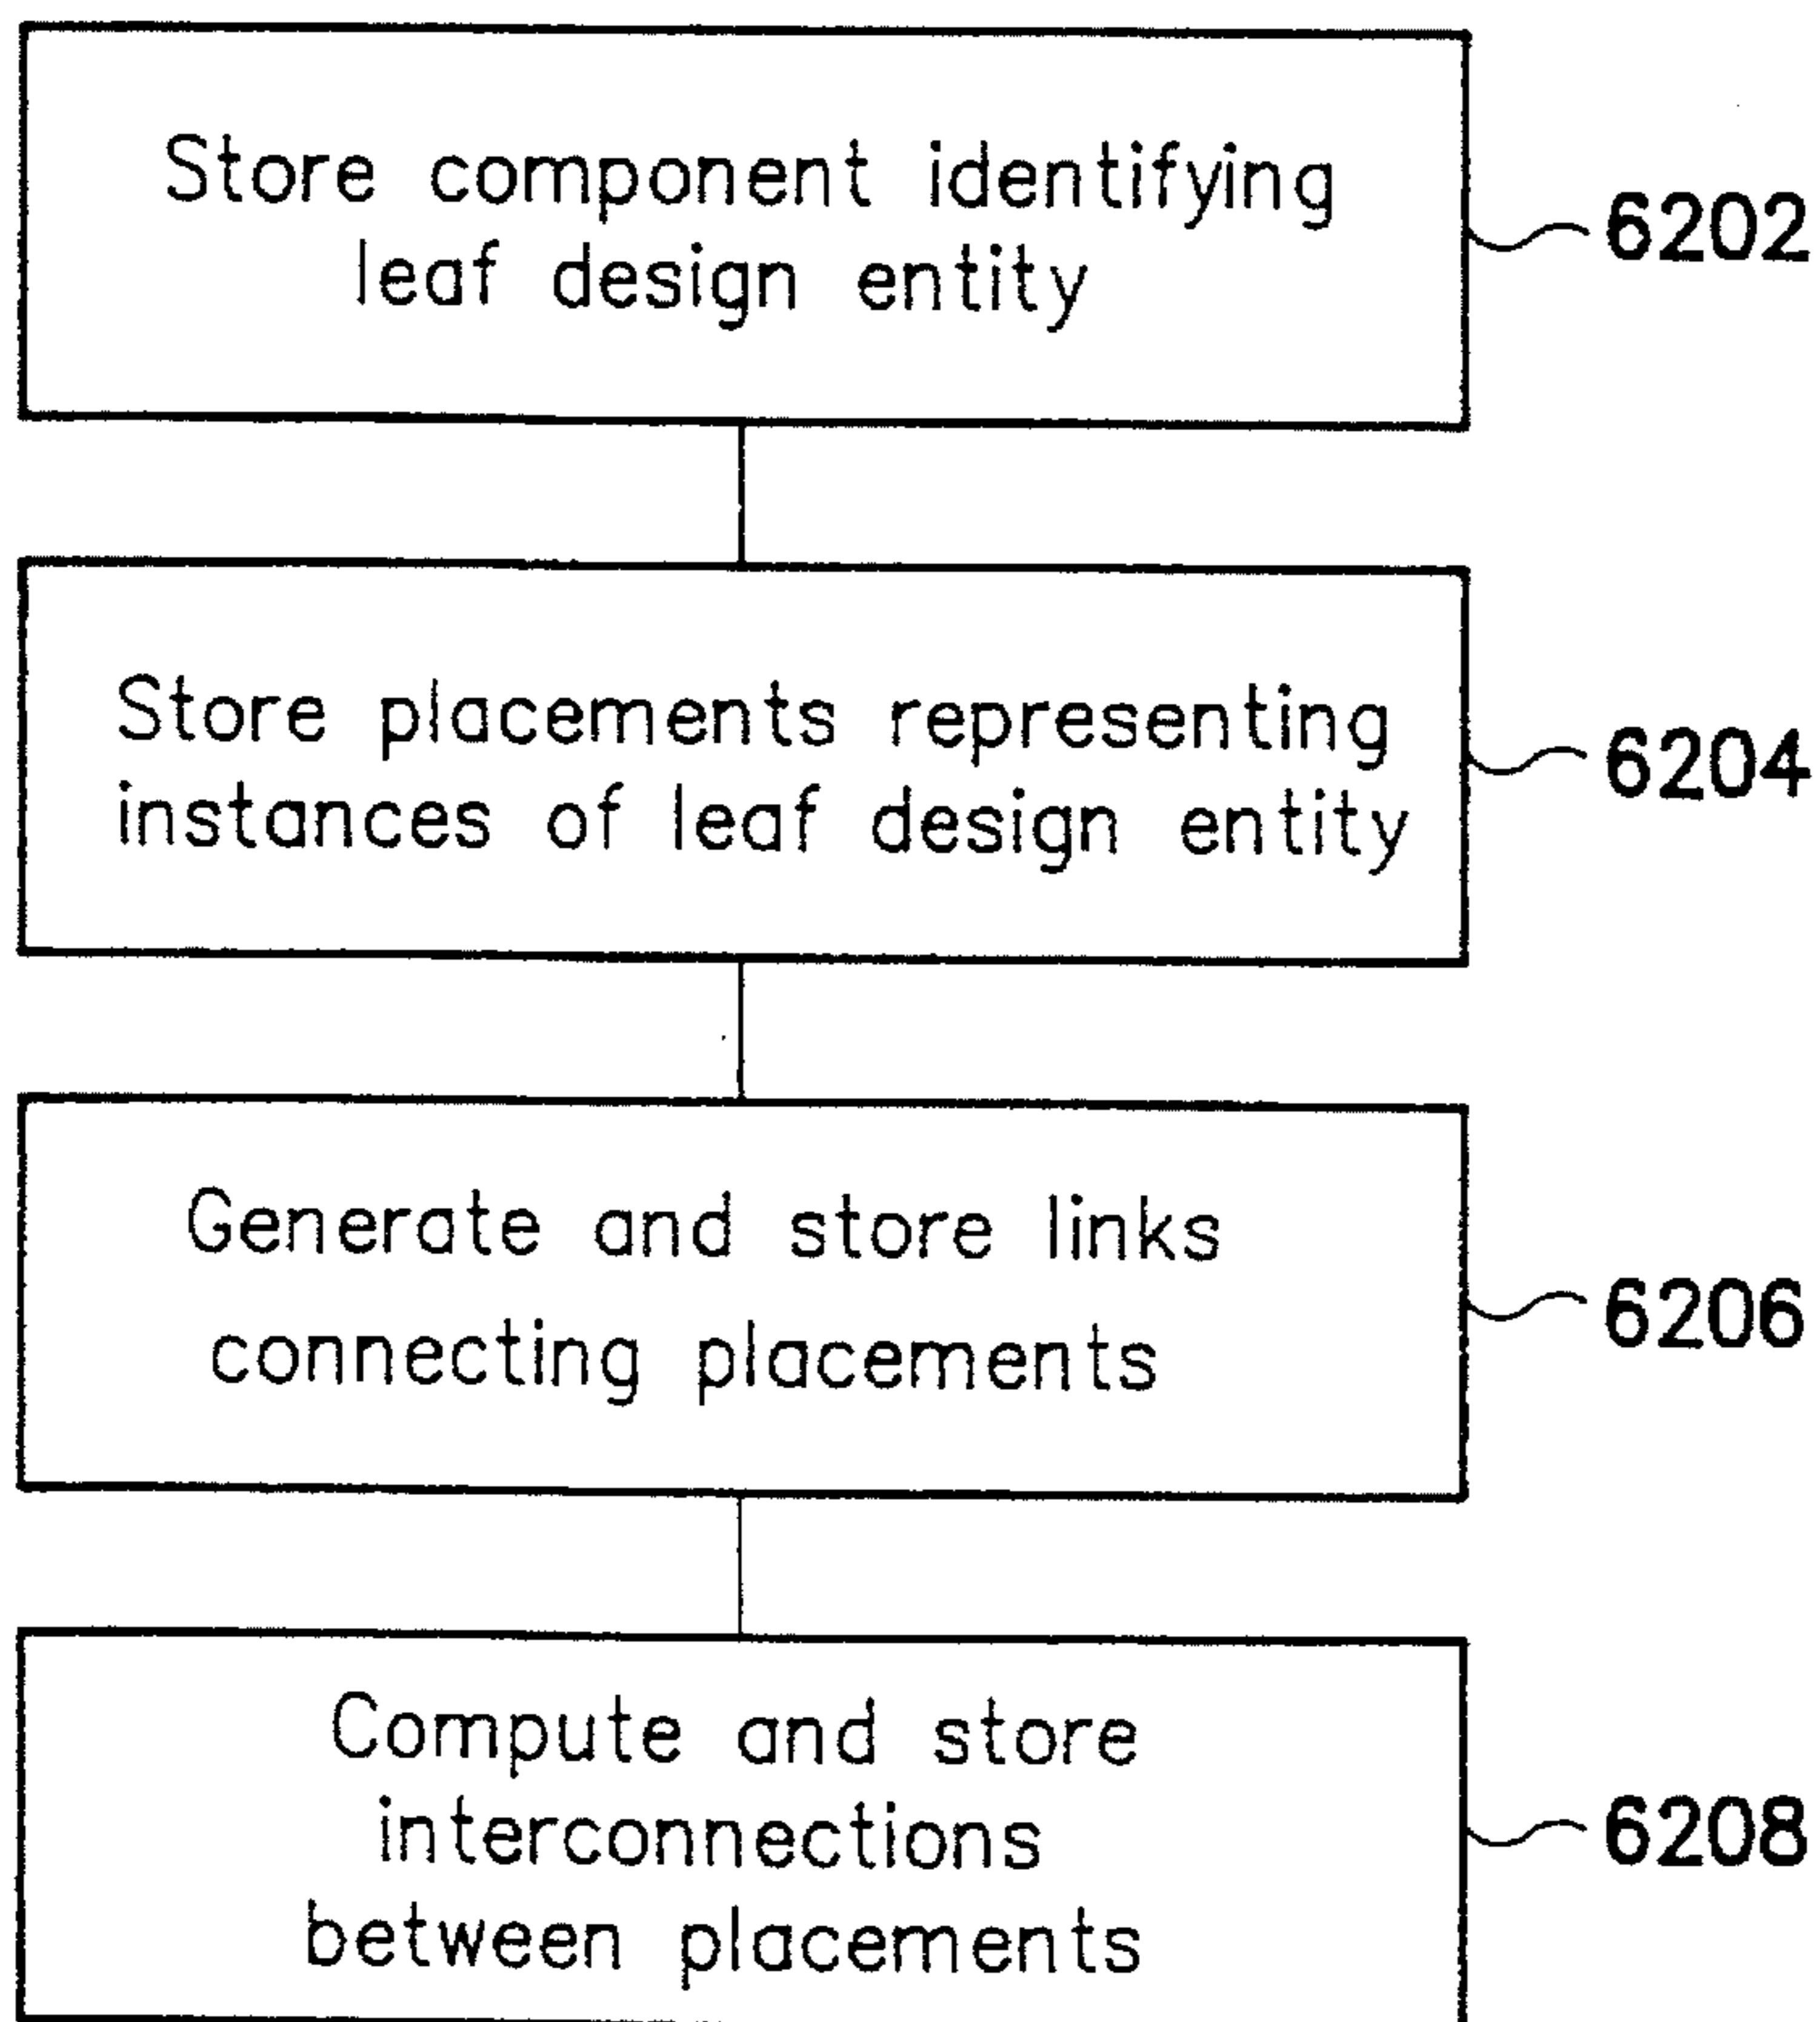 Store component identifying
leaf design entity
6202
Store placements representing
instances of leaf design entity
6204
Generate and store links
connecting placements
6206
Compute and store
interconnections
between placements
6208